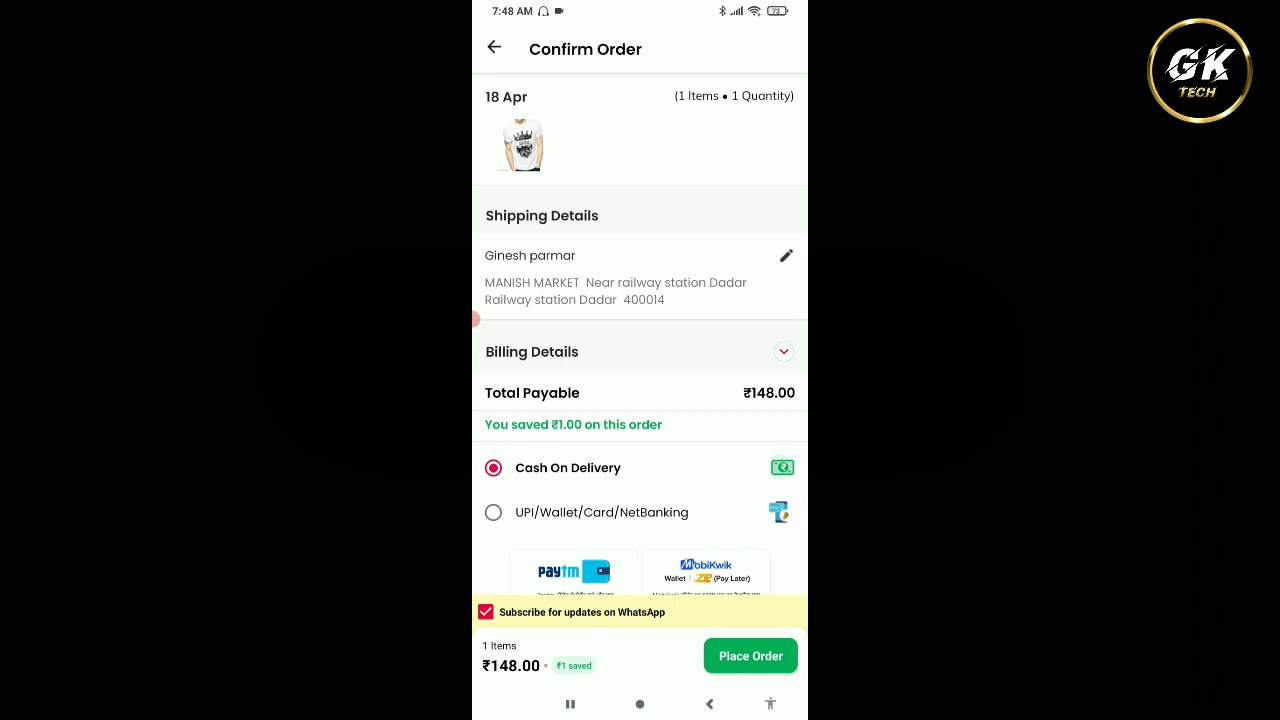 7:48 AM
73
GK
TECH
Confirm Order
18 Apr
(1 Items • 1 Quantity)
Shipping Details
Ginesh parmar
MANISH MARKET Near railway station Dadar
Railway station Dadar 400014
Billing Details
Total Payable
₹148.00
You saved ₹1.00 on this order
Cash On Delivery
UPI/Wallet/Card/NetBanking
paytm
MobiKwik
Wallet | ZIP (Pay Later)
Subscribe for updates on WhatsApp
1 Items
₹148.00 • ₹1 saved
Place Order